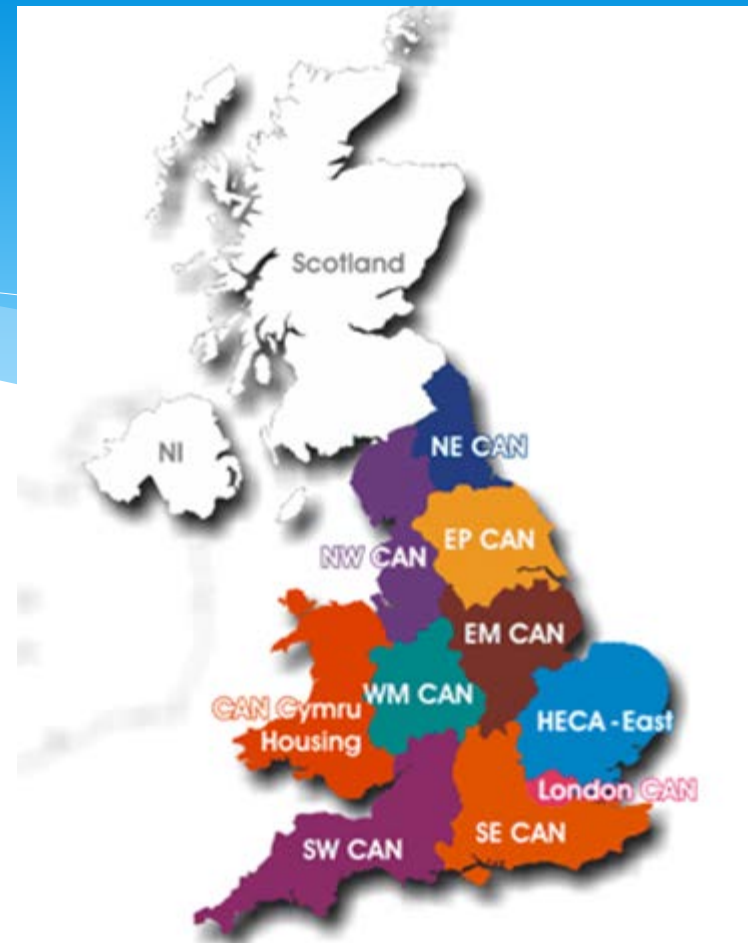 Scotland
NI
NE CAN
EP CAN
NW CAN
EM CAN
WM CAN
CAN Cymru
Housing
HECA - East
London CAN
SE CAN
SW CAN